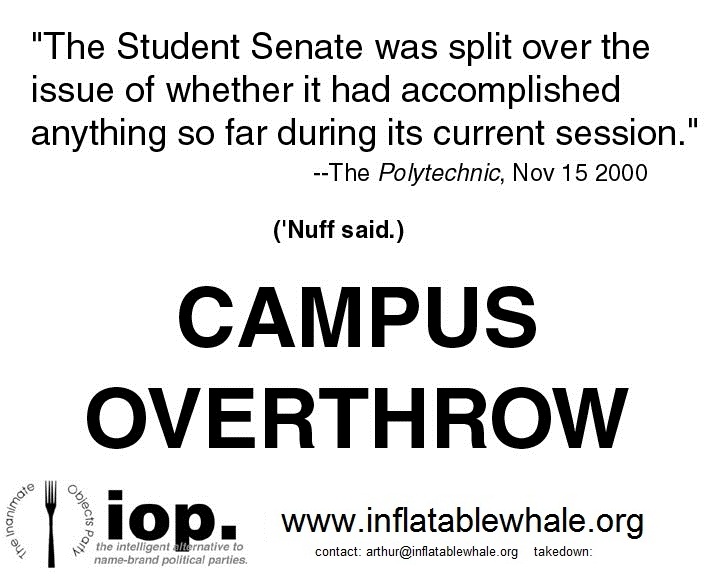 "The Student Senate was split over the
issue of whether it had accomplished
anything so far during its current session."
--The Polytechnic, Nov 15 2000
('Nuff said.)
CAMPUS
OVERTHROW
The Inanimate
Objects Party
iop.
the intelligent alternative to
name-brand political parties.
www.inflatablewhale.org
contact: arthur@inflatablewhale.org takedown: